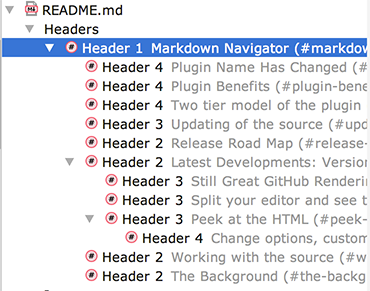 README.md
Headers
Header 1 Markdown Navigator (#markdow
Header 4 Plugin Name Has Changed (#
Header 4 Plugin Benefits (#plugin-bene
Header 4 Two tier model of the plugin
Header 3 Updating of the source (#upd
Header 2 Release Road Map (#release-
Header 2 Latest Developments: Version
Header 3 Still Great GitHub Renderin
Header 3 Split your editor and see t
Header 3 Peek at the HTML (#peek-
Header 4 Change options, custom
Header 2 Working with the source (#w
Header 2 The Background (#the-backg